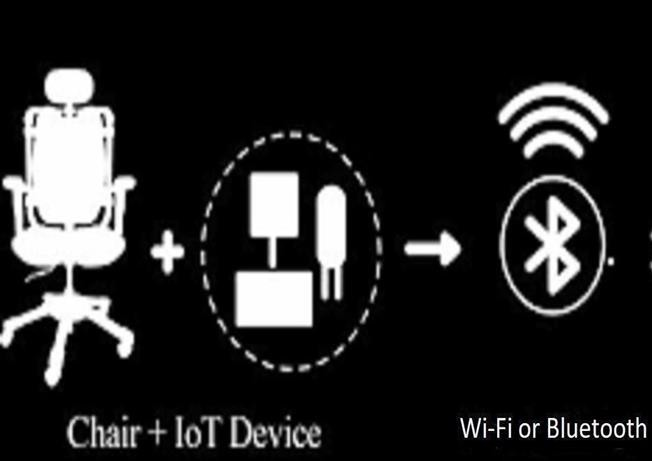 Chair + IoT Device
Wi-Fi or Bluetooth